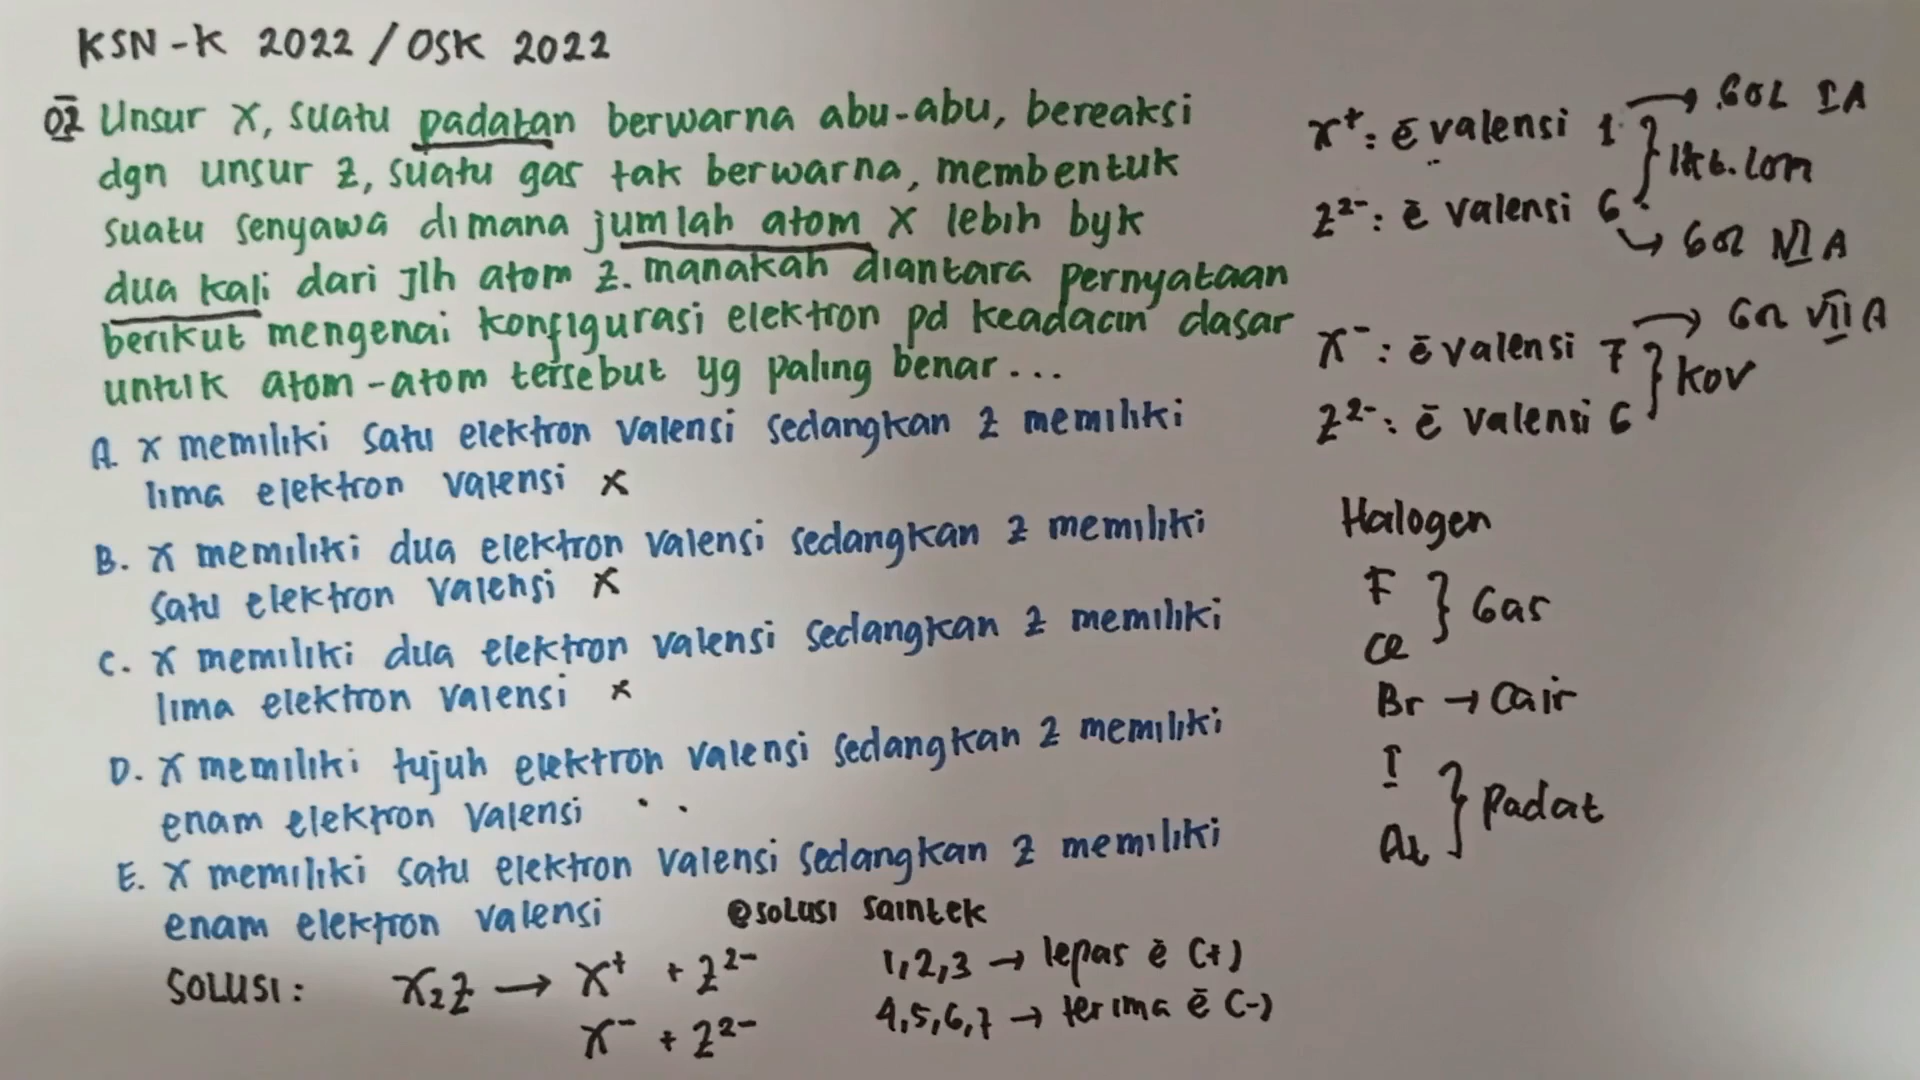 KSN-K 2022 / OSK 2022
02 Unsur X, suatu padatan berwarna abu-abu, bereaksi
dgn unsur Z, suatu gas tak berwarna, membentuk
suatu senyawa dimana jumlah atom X lebih byk
dua kali dari jlh atom Z. manakah diantara pernyataan
berikut mengenai konfigurasi elektron pd keadaan dasar
untuk atom-atom tersebut yg paling benar...
A. X memiliki satu elektron valensi sedangkan Z memiliki
lima elektron valensi x
B. X memiliki dua elektron valensi sedangkan Z memiliki
satu elektron valensi x
C. X memiliki dua elektron valensi sedangkan Z memiliki
lima elektron valensi x
D. X memiliki tujuh elektron valensi sedangkan Z memiliki
enam elektron valensi
E. X memiliki satu elektron valensi sedangkan Z memiliki
enam elektron valensi
@solusi saintek
SOLUSI: X₂Z → X⁺ + Z²⁻
X⁻ + Z²⁻
1,2,3 → lepas ē (+)
4,5,6,7 → terima ē (-)
X⁺: ē valensi 1 → GOL IA
} Ikt. Ion
Z²⁻: ē valensi 6
→ Gol VI A
X⁻: ē valensi 7 → Gol VII A
} Kov
Z²⁻: ē valensi 6
Halogen
F
Cl } Gas
Br → Cair
I
At } Padat